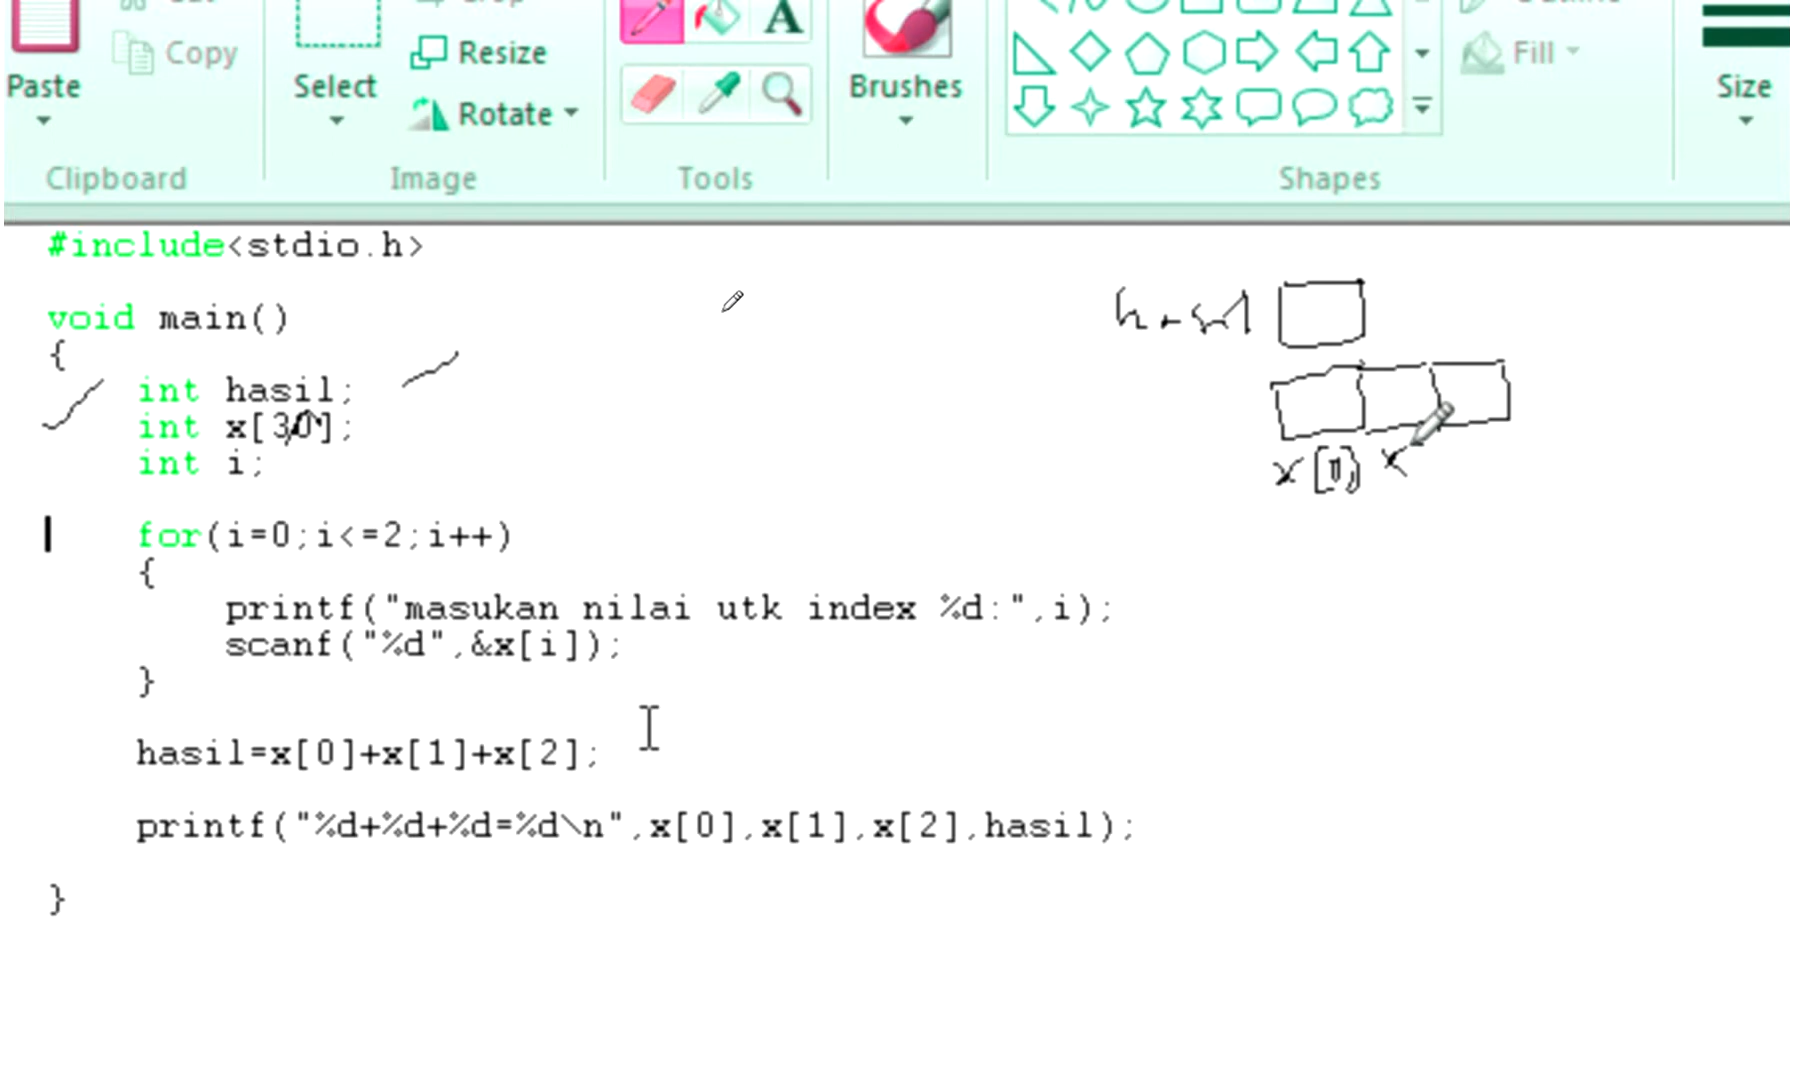 Copy
Resize
Paste
Select
Rotate
A
Brushes
Fill
Size
Clipboard
Image
Tools
Shapes
#include<stdio.h>
void main()
{
int hasil;
int x[30];
int i;
for(i=0;i<=2;i++)
{
printf("masukan nilai utk index %d:",i);
scanf("%d",&x[i]);
}
hasil=x[0]+x[1]+x[2];
printf("%d+%d+%d=%d\n",x[0],x[1],x[2],hasil);
}
hasil
x